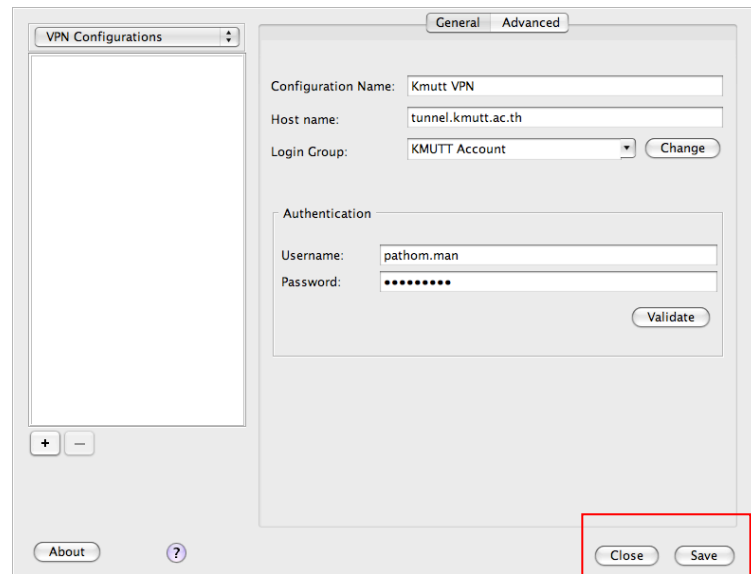 VPN Configurations
General Advanced
Configuration Name: Kmutt VPN
Host name: tunnel.kmutt.ac.th
Login Group: KMUTT Account Change
Authentication
Username: pathom.man
Password: •••••••••
Validate
+ –
About ? Close Save